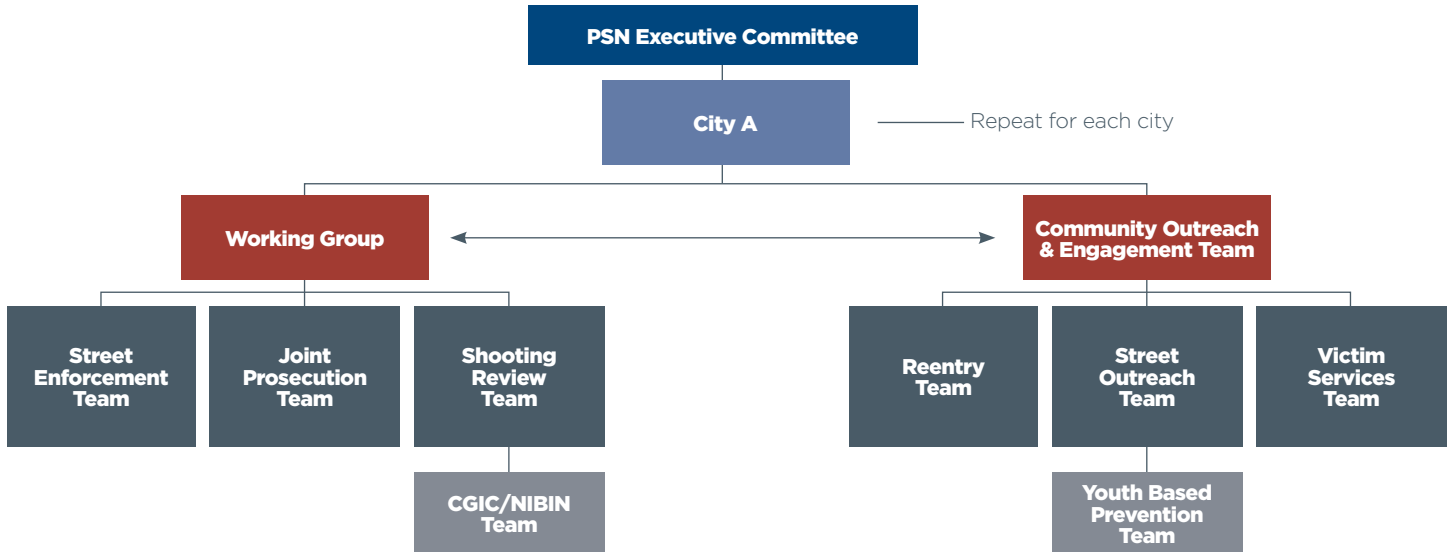 PSN Executive Committee
City A
Repeat for each city
Working Group
Community Outreach
& Engagement Team
Street
Enforcement
Team
Joint
Prosecution
Team
Shooting
Review
Team
Reentry
Team
Street
Outreach
Team
Victim
Services
Team
CGIC/NIBIN
Team
Youth Based
Prevention
Team